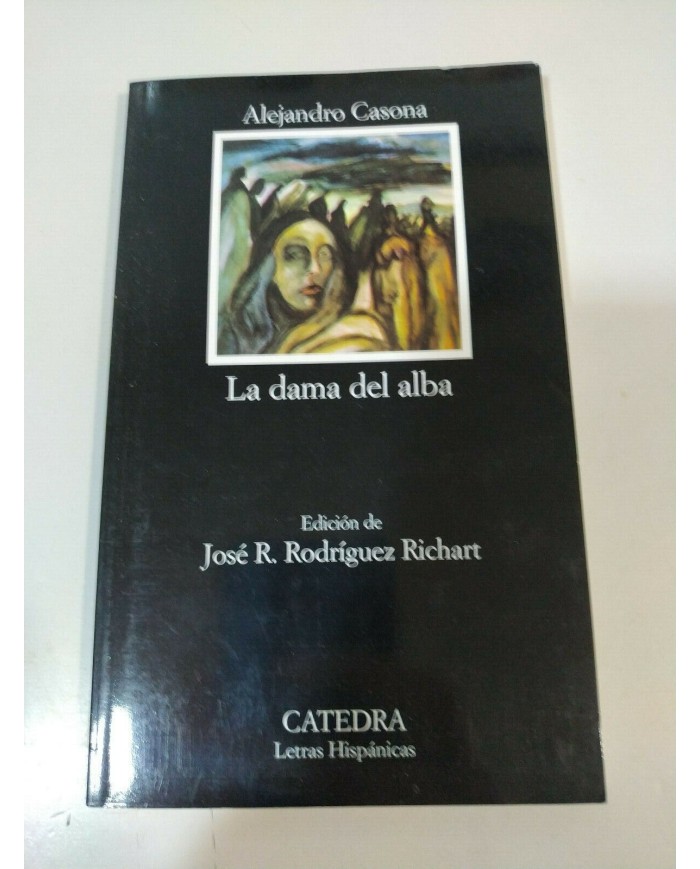 Alejandro Casona
La dama del alba
Edición de
José R. Rodríguez Richart
CATEDRA
Letras Hispánicas